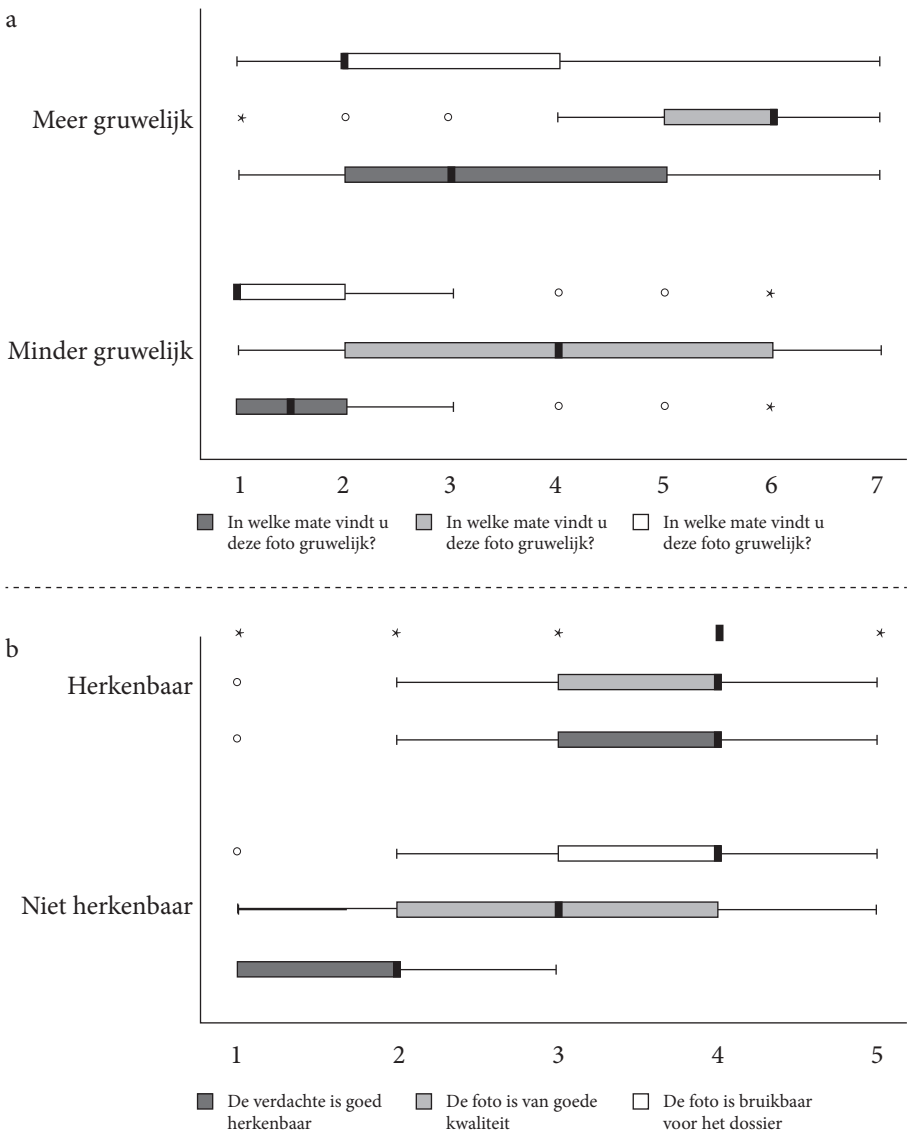 a
Meer gruwelijk
Minder gruwelijk
1 2 3 4 5 6 7
In welke mate vindt u
deze foto gruwelijk?
In welke mate vindt u
deze foto gruwelijk?
In welke mate vindt u
deze foto gruwelijk?
b
Herkenbaar
Niet herkenbaar
1 2 3 4 5
De verdachte is goed
herkenbaar
De foto is van goede
kwaliteit
De foto is bruikbaar
voor het dossier